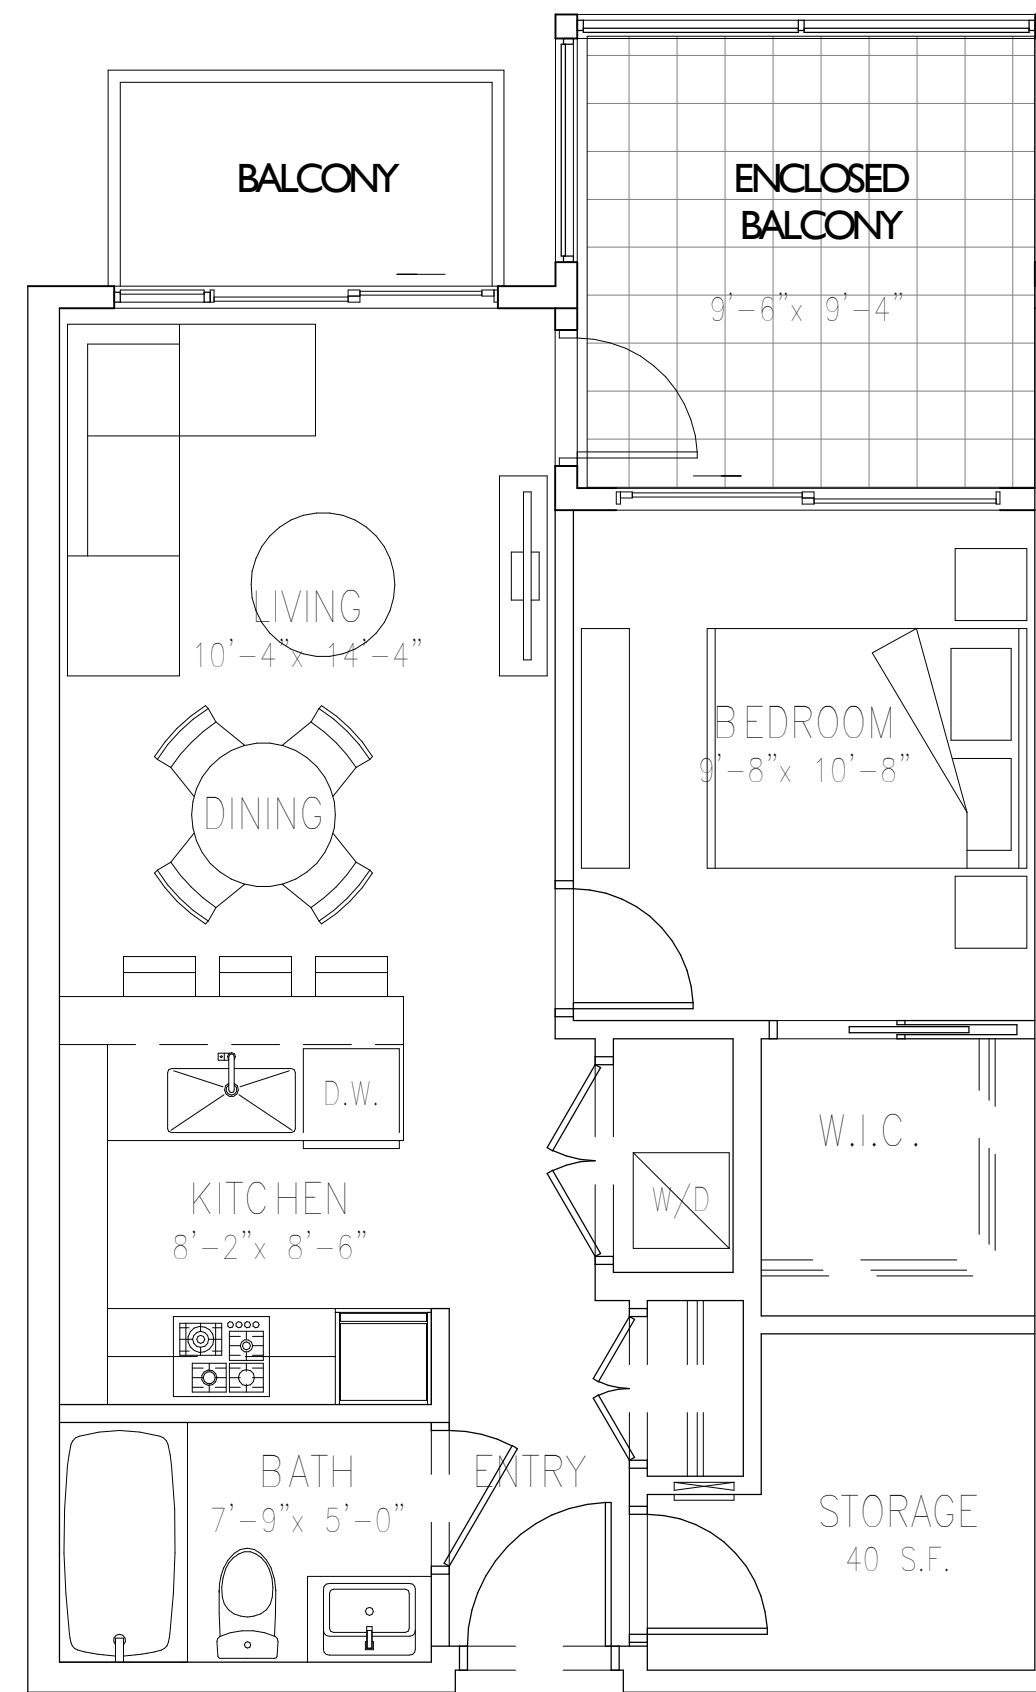 BALCONY
ENCLOSED
BALCONY
9'-6"x 9'-4"
LIVING
10'-4"x 14'-4"
BEDROOM
9'-8"x 10'-8"
DINING
D.W.
W.I.C.
KITCHEN
8'-2"x 8'-6"
W/D
BATH
7'-9"x 5'-0"
ENTRY
STORAGE
40 S.F.